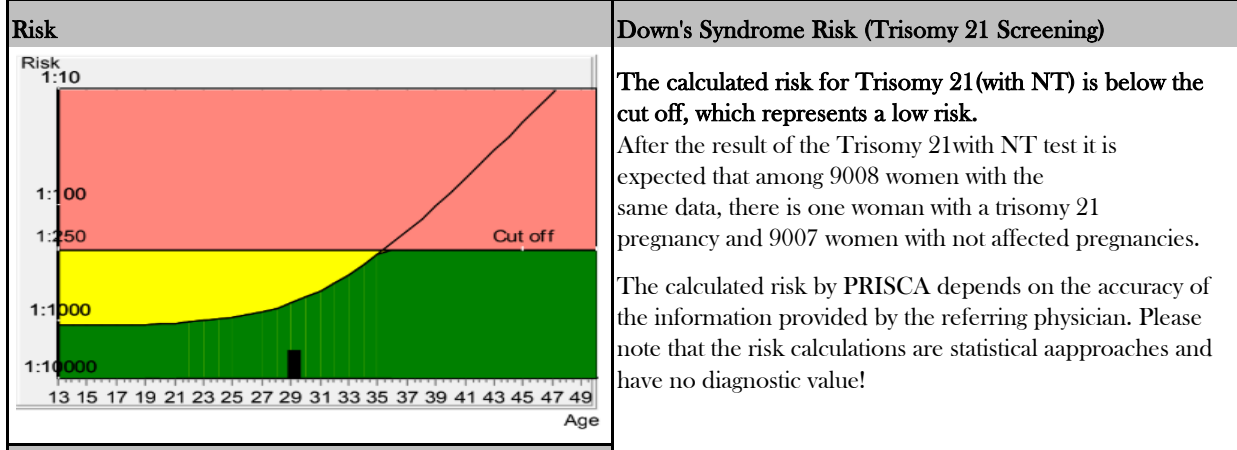 Risk
Down's Syndrome Risk (Trisomy 21 Screening)
Risk
1:10
1:100
1:250
Cut off
1:1000
1:10000
13 15 17 19 21 23 25 27 29 31 33 35 37 39 41 43 45 47 49
Age
The calculated risk for Trisomy 21(with NT) is below the
cut off, which represents a low risk.
After the result of the Trisomy 21with NT test it is
expected that among 9008 women with the
same data, there is one woman with a trisomy 21
pregnancy and 9007 women with not affected pregnancies.
The calculated risk by PRISCA depends on the accuracy of
the information provided by the referring physician. Please
note that the risk calculations are statistical aapproaches and
have no diagnostic value!